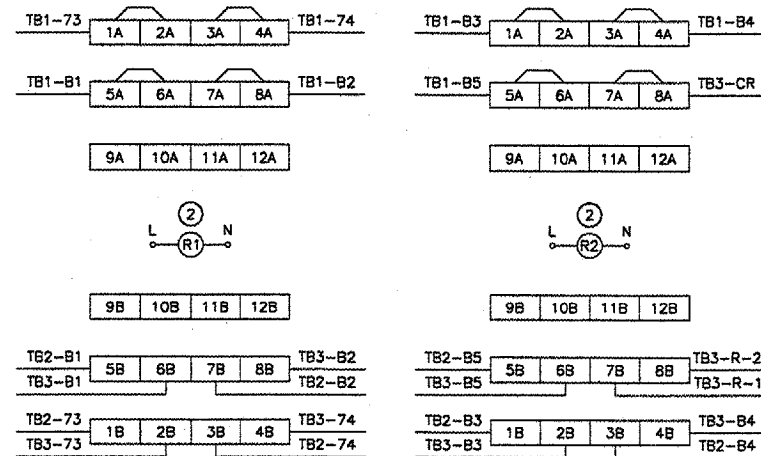 TB1-73 1A 2A 3A 4A TB1-74
TB1-B1 5A 6A 7A 8A TB1-B2
9A 10A 11A 12A
2
L R1 N
9B 10B 11B 12B
TB2-B1 5B 6B 7B 8B TB3-B2
TB3-B1 TB2-B2
TB2-73 1B 2B 3B 4B TB3-74
TB3-73 TB2-74
TB1-B3 1A 2A 3A 4A TB1-B4
TB1-B5 5A 6A 7A 8A TB3-CR
9A 10A 11A 12A
2
L R2 N
9B 10B 11B 12B
TB2-B5 5B 6B 7B 8B TB3-R-2
TB3-B5 TB3-R-1
TB2-B3 1B 2B 3B 4B TB3-B4
TB3-B3 TB2-B4